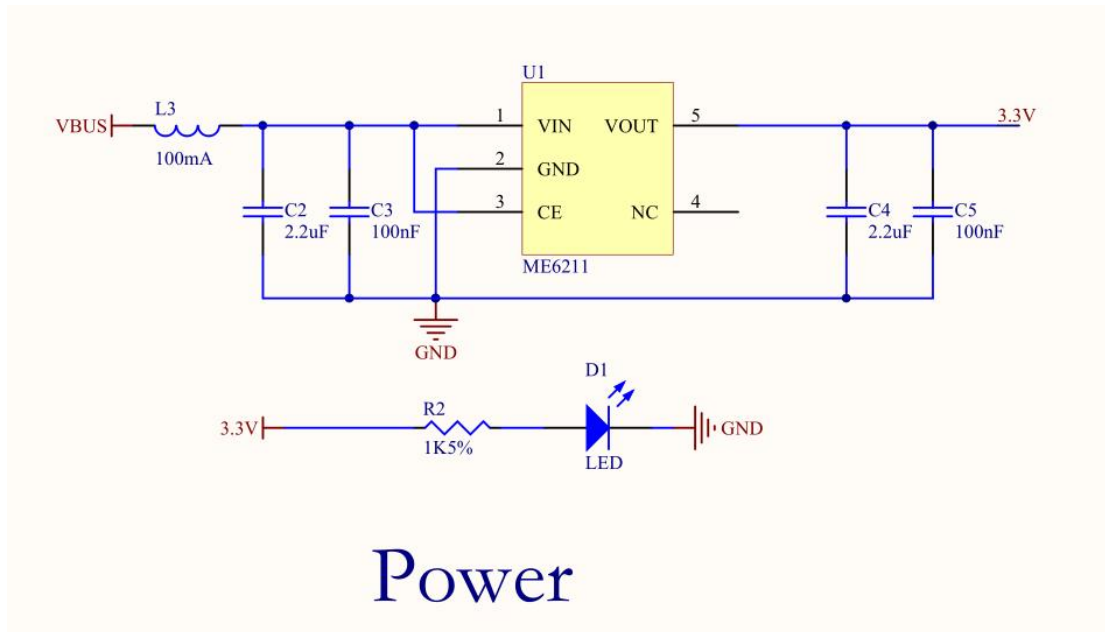 U1
L3
VBUS
100mA
1
VIN
VOUT
5
3.3V
2
GND
3
CE
NC
4
C2
2.2uF
C3
100nF
C4
2.2uF
C5
100nF
ME6211
GND
D1
3.3V
R2
1K5%
LED
GND
Power